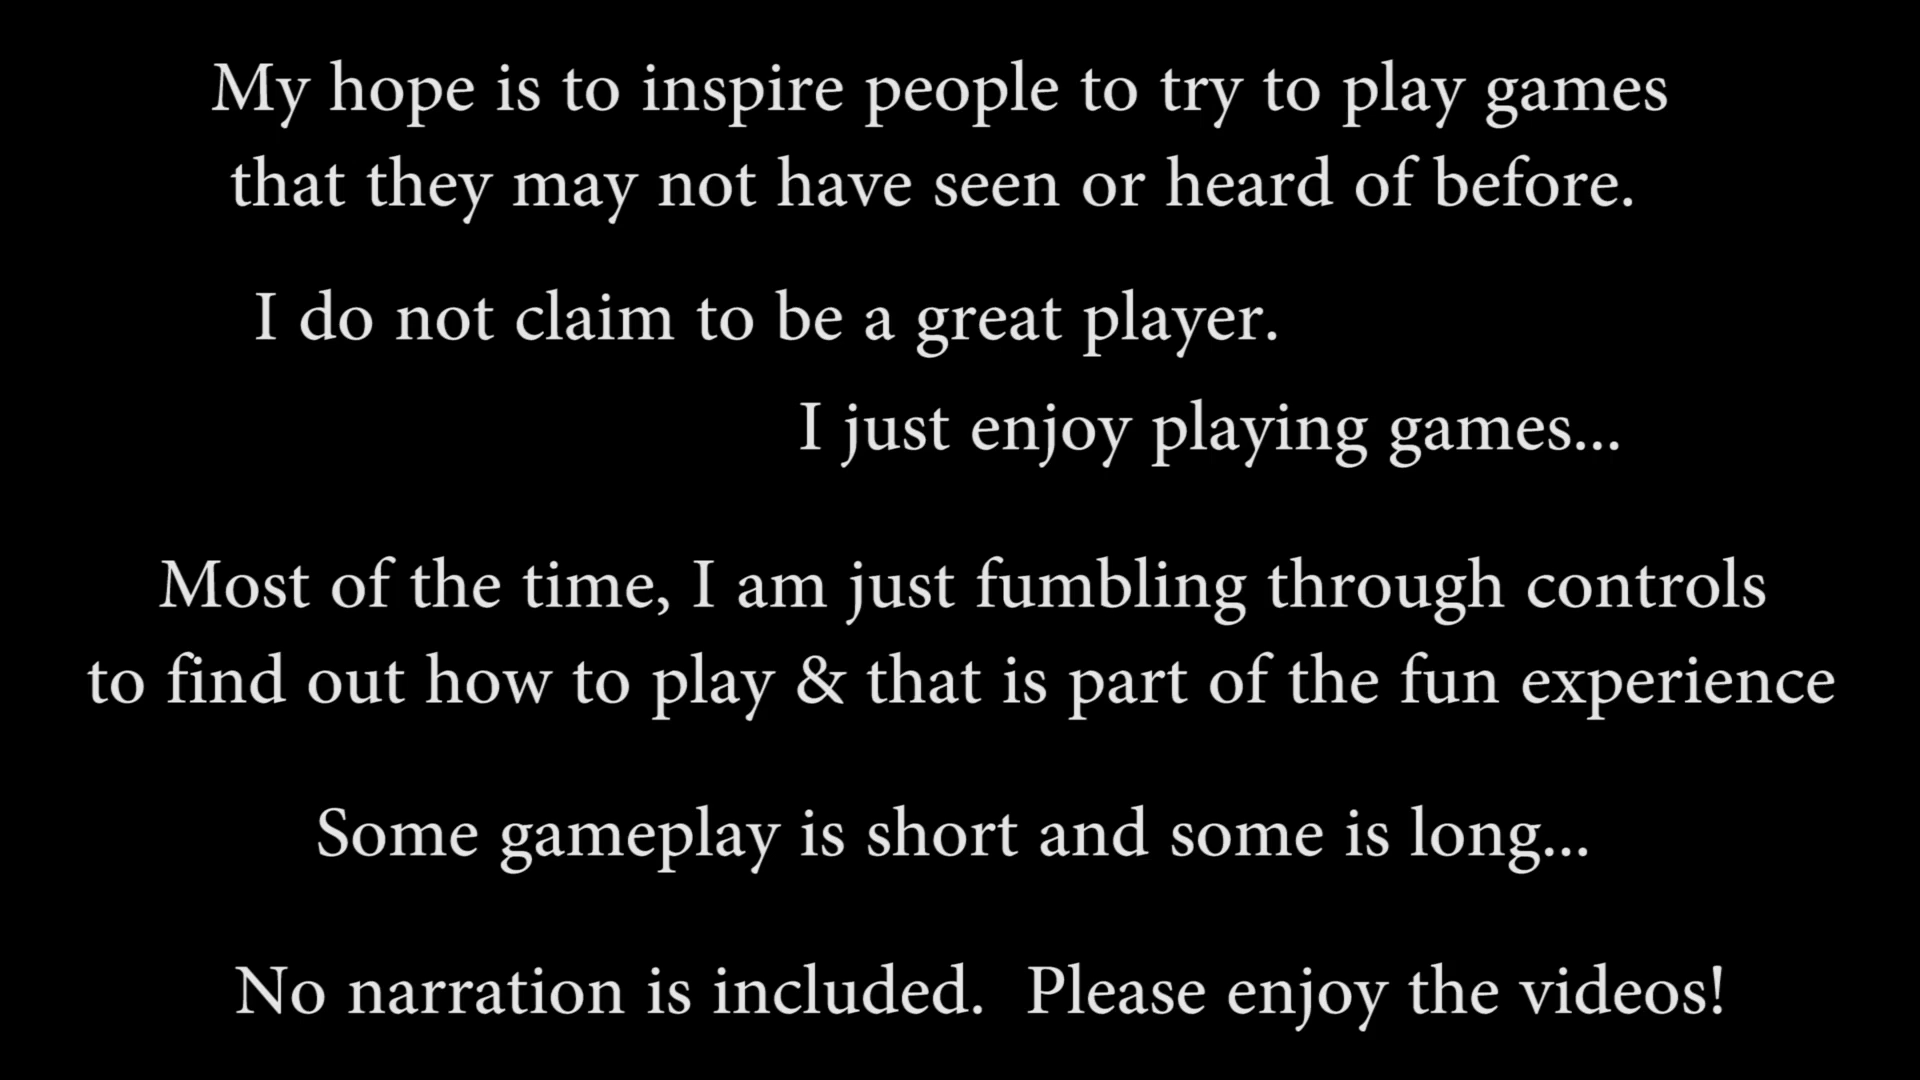 My hope is to inspire people to try to play games
that they may not have seen or heard of before.
I do not claim to be a great player.
I just enjoy playing games...
Most of the time, I am just fumbling through controls
to find out how to play & that is part of the fun experience
Some gameplay is short and some is long...
No narration is included.  Please enjoy the videos!